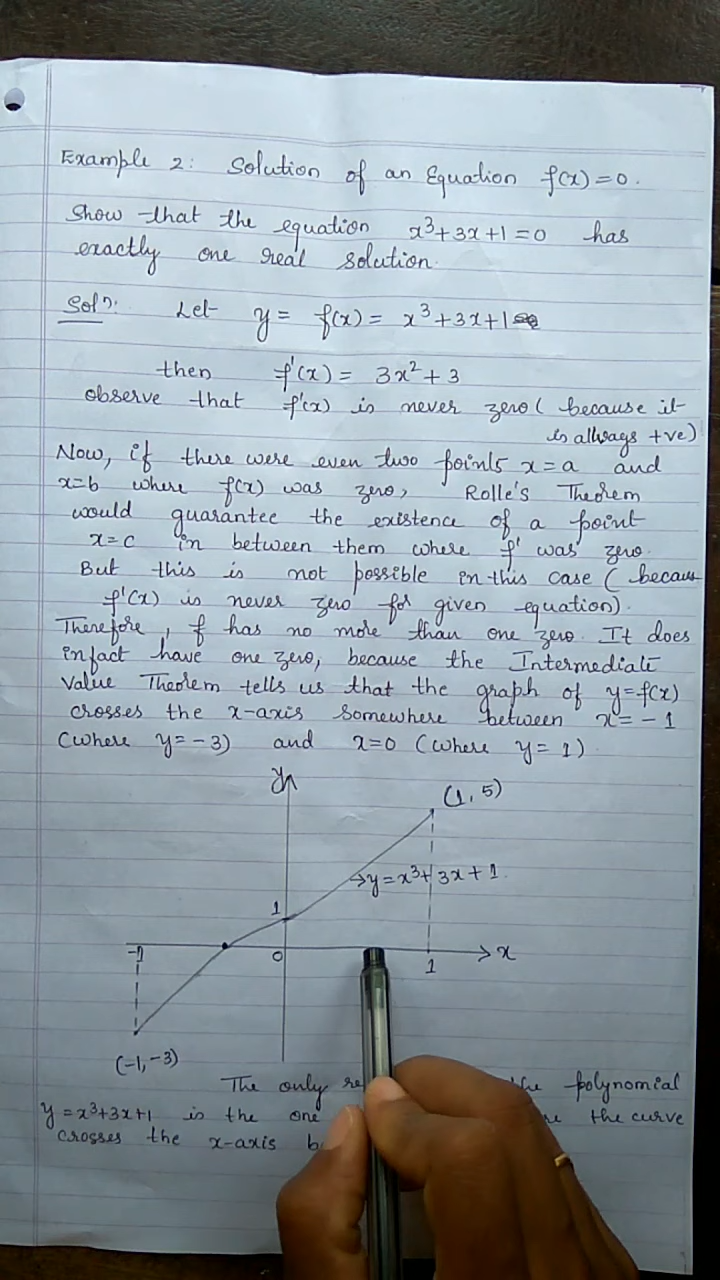 Example 2: Solution of an Equation f(x)=0.
Show that the equation x³+3x+1=0 has
exactly one real solution.
Solⁿ: Let y = f(x) = x³+3x+1
then f'(x) = 3x²+3
observe that f'(x) is never zero ( because it
is allways +ve)
Now, if there were even two points x=a and
x=b where f(x) was zero, Rolle's Theorem
would guarantee the existence of a point
x=c in between them where f' was zero.
But this is not possible in this case ( becaus
f'(x) is never zero for given equation).
Therefore, f has no more than one zero. It does
infact have one zero, because the Intermediate
Value Theorem tells us that the graph of y=f(x)
crosses the x-axis somewhere between x=-1
(where y=-3) and x=0 (where y=1)
y
(1, 5)
→y=x³+3x+1.
1
-1 0 1 x
(-1,-3)
The only the polynomial
y=x³+3x+1 is the one the curve
crosses the x-axis